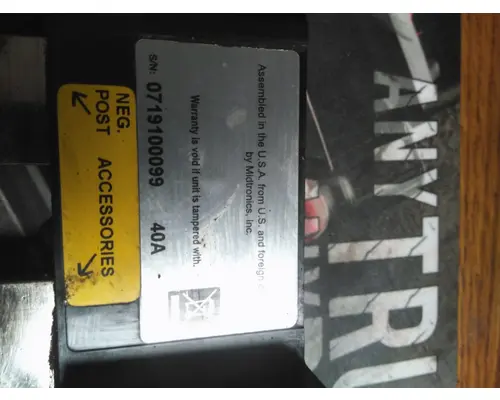 Assembled in the U.S.A. from U.S. and foreign
by Midtronics, Inc.
Warranty is void if unit is tampered with.
S/N: 0719100099 40A
NEG.
POST ACCESSORIES
ANYTRU